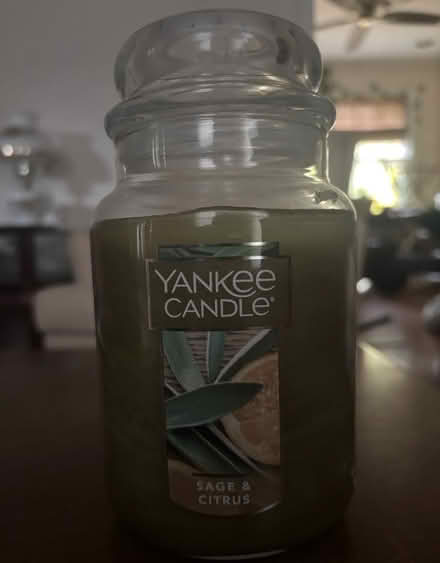 YANKEE
CANDLE®
SAGE &
CITRUS